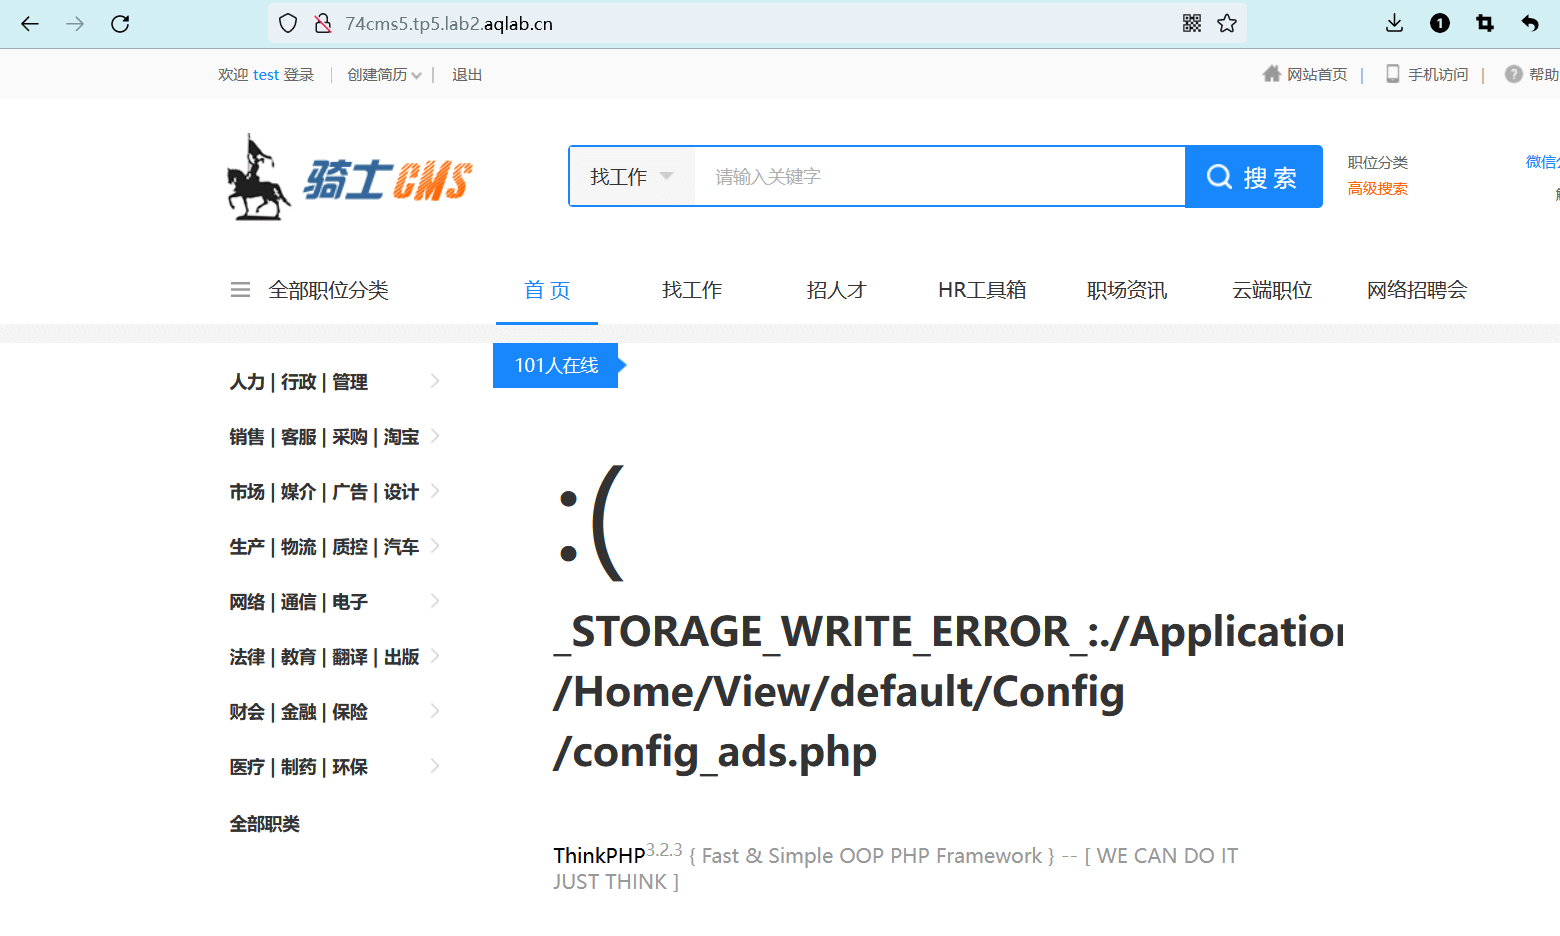 74cms5.tp5.lab2.aqlab.cn
1
欢迎 test 登录 | 创建简历 | 退出
网站首页 | 手机访问 | ? 帮助
骑士CMS
找工作 请输入关键字 搜 索
职位分类
高级搜索
微信
全部职位分类 首 页 找工作 招人才 HR工具箱 职场资讯 云端职位 网络招聘会
101人在线
人力 | 行政 | 管理
销售 | 客服 | 采购 | 淘宝
市场 | 媒介 | 广告 | 设计
生产 | 物流 | 质控 | 汽车
网络 | 通信 | 电子
法律 | 教育 | 翻译 | 出版
财会 | 金融 | 保险
医疗 | 制药 | 环保
全部职类
:(
_STORAGE_WRITE_ERROR_:./Application
/Home/View/default/Config
/config_ads.php
ThinkPHP3.2.3 { Fast & Simple OOP PHP Framework } -- [ WE CAN DO IT
JUST THINK ]